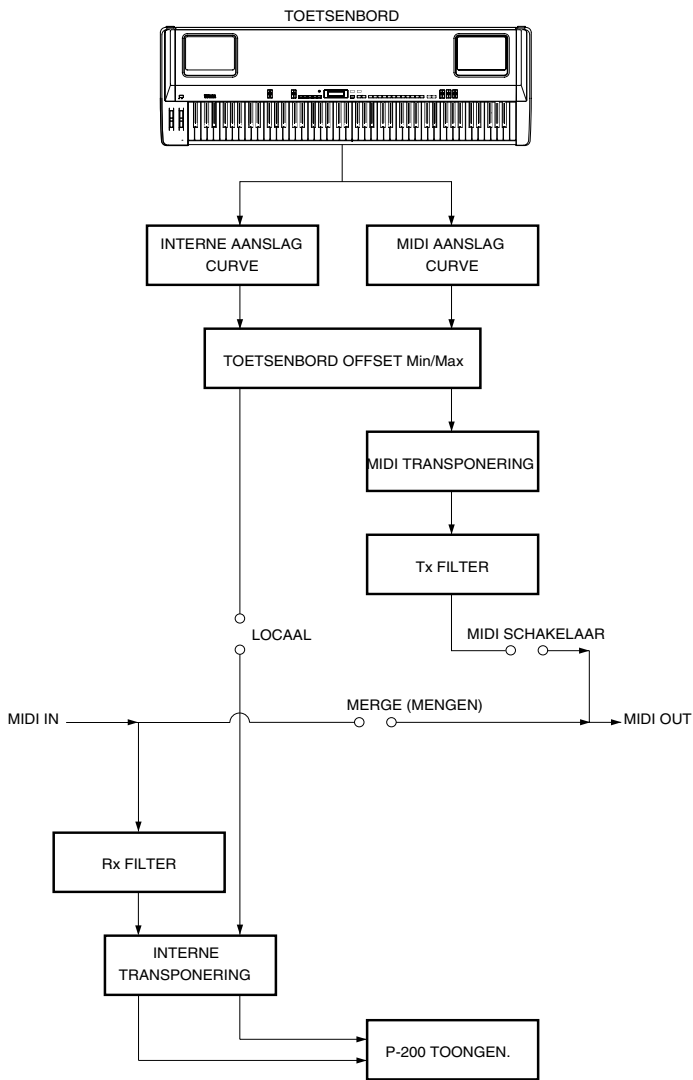 TOETSENBORD
INTERNE AANSLAG
CURVE
MIDI AANSLAG
CURVE
TOETSENBORD OFFSET Min/Max
MIDI TRANSPONERING
Tx FILTER
LOCAAL
MIDI SCHAKELAAR
MERGE (MENGEN)
MIDI IN
MIDI OUT
Rx FILTER
INTERNE
TRANSPONERING
P-200 TOONGEN.